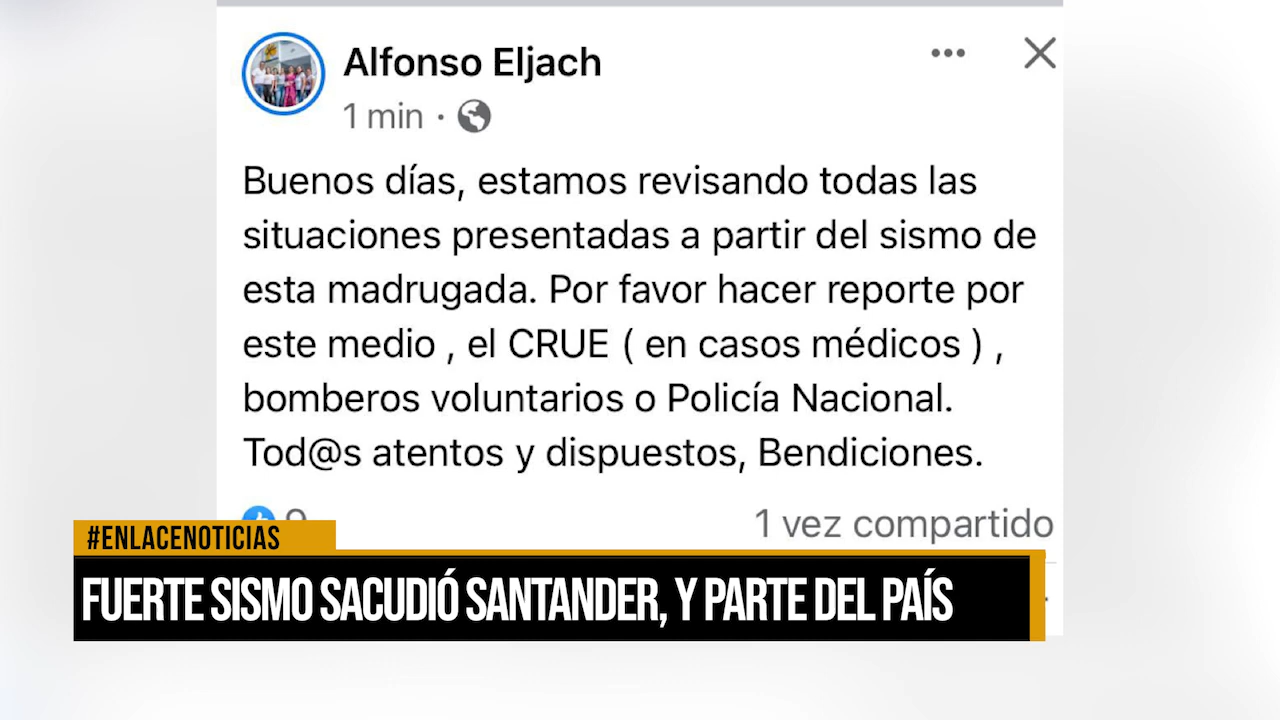 Alfonso Eljach
1 min ·
Buenos días, estamos revisando todas las
situaciones presentadas a partir del sismo de
esta madrugada. Por favor hacer reporte por
este medio , el CRUE ( en casos médicos ) ,
bomberos voluntarios o Policía Nacional.
Tod@s atentos y dispuestos, Bendiciones.
1 vez compartido
#ENLACENOTICIAS
FUERTE SISMO SACUDIÓ SANTANDER, Y PARTE DEL PAÍS